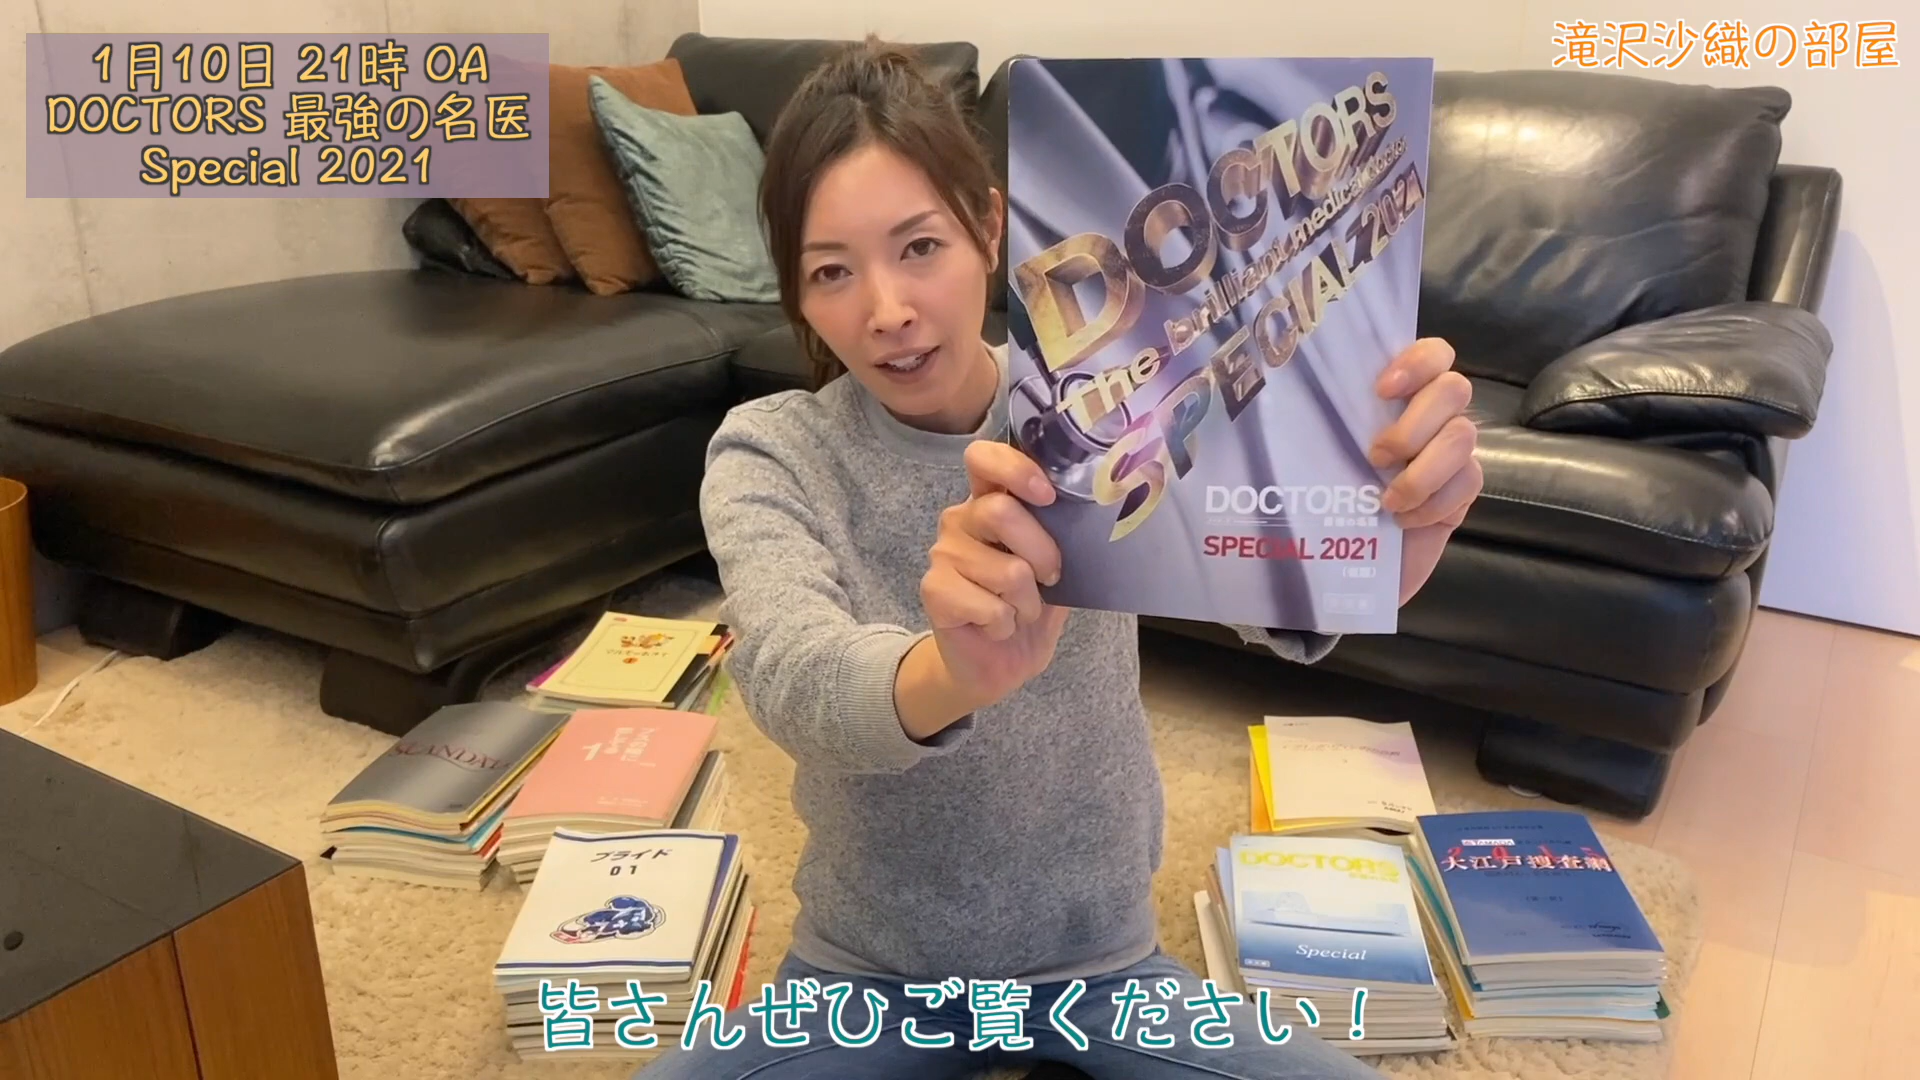 1月10日 21時 OA
DOCTORS 最強の名医
Special 2021
滝沢沙織の部屋
DOCTORS
The brilliant medical doctor
SPECIAL 2021
DOCTORS
最強の名医
SPECIAL 2021
SCANDAL
プライド
01
DOCTORS
Special
2015
大江戸捜査網
皆さんぜひご覧ください！